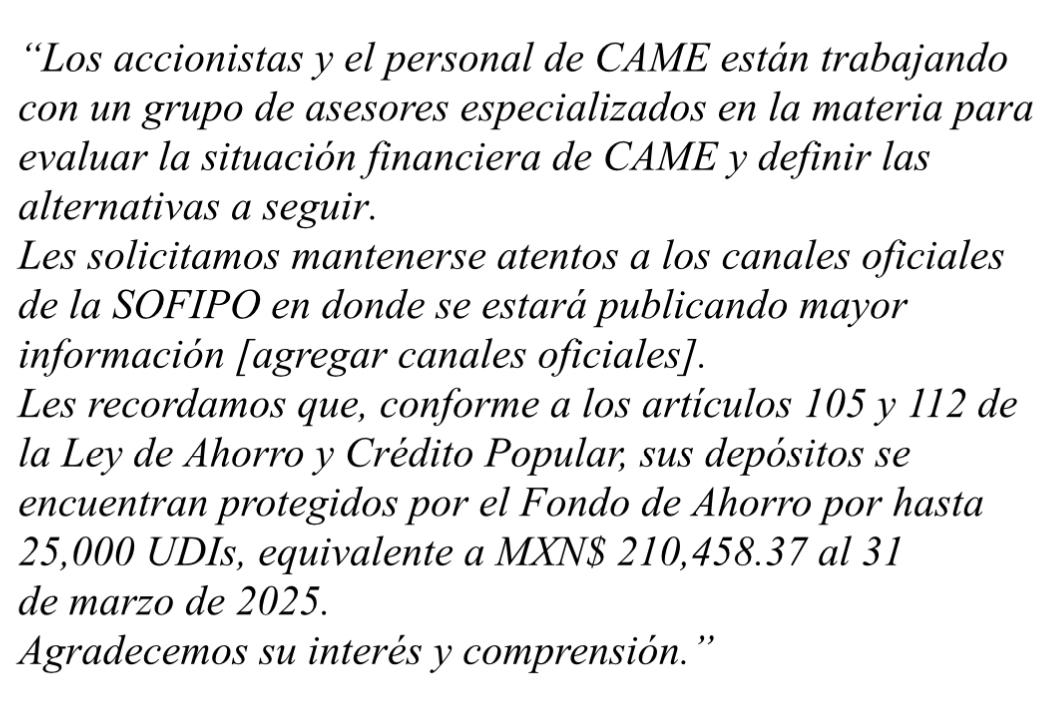 “Los accionistas y el personal de CAME están trabajando
con un grupo de asesores especializados en la materia para
evaluar la situación financiera de CAME y definir las
alternativas a seguir.
Les solicitamos mantenerse atentos a los canales oficiales
de la SOFIPO en donde se estará publicando mayor
información [agregar canales oficiales].
Les recordamos que, conforme a los artículos 105 y 112 de
la Ley de Ahorro y Crédito Popular, sus depósitos se
encuentran protegidos por el Fondo de Ahorro por hasta
25,000 UDIs, equivalente a MXN$ 210,458.37 al 31
de marzo de 2025.
Agradecemos su interés y comprensión.”